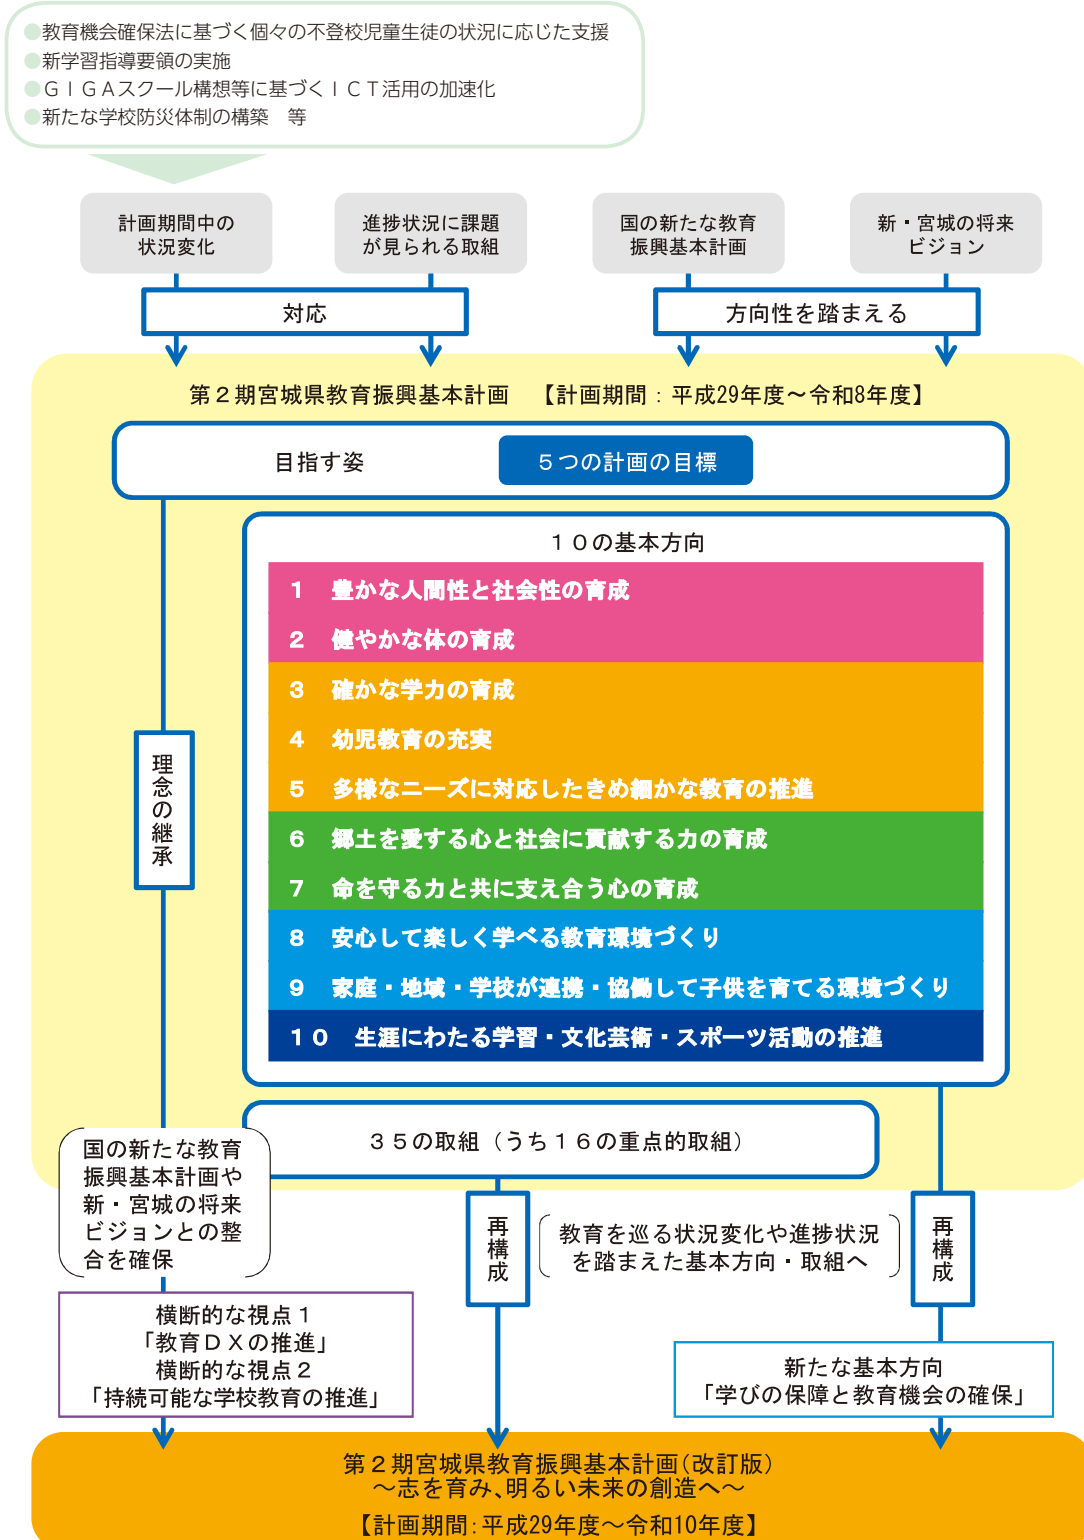 ●教育機会確保法に基づく個々の不登校児童生徒の状況に応じた支援
●新学習指導要領の実施
●ＧＩＧＡスクール構想等に基づくＩＣＴ活用の加速化
●新たな学校防災体制の構築　等
計画期間中の
状況変化
進捗状況に課題
が見られる取組
国の新たな教育
振興基本計画
新・宮城の将来
ビジョン
対応
方向性を踏まえる
第２期宮城県教育振興基本計画　【計画期間：平成29年度～令和8年度】
目指す姿
５つの計画の目標
１０の基本方向
１　豊かな人間性と社会性の育成
２　健やかな体の育成
３　確かな学力の育成
４　幼児教育の充実
５　多様なニーズに対応したきめ細かな教育の推進
６　郷土を愛する心と社会に貢献する力の育成
７　命を守る力と共に支え合う心の育成
８　安心して楽しく学べる教育環境づくり
９　家庭・地域・学校が連携・協働して子供を育てる環境づくり
１０　生涯にわたる学習・文化芸術・スポーツ活動の推進
理念の継承
３５の取組（うち１６の重点的取組）
国の新たな教育
振興基本計画や
新・宮城の将来
ビジョンとの整
合を確保
再構成
教育を巡る状況変化や進捗状況
を踏まえた基本方向・取組へ
再構成
横断的な視点１
「教育ＤＸの推進」
横断的な視点２
「持続可能な学校教育の推進」
新たな基本方向
「学びの保障と教育機会の確保」
第２期宮城県教育振興基本計画（改訂版）
～志を育み、明るい未来の創造へ～
【計画期間：平成29年度～令和10年度】